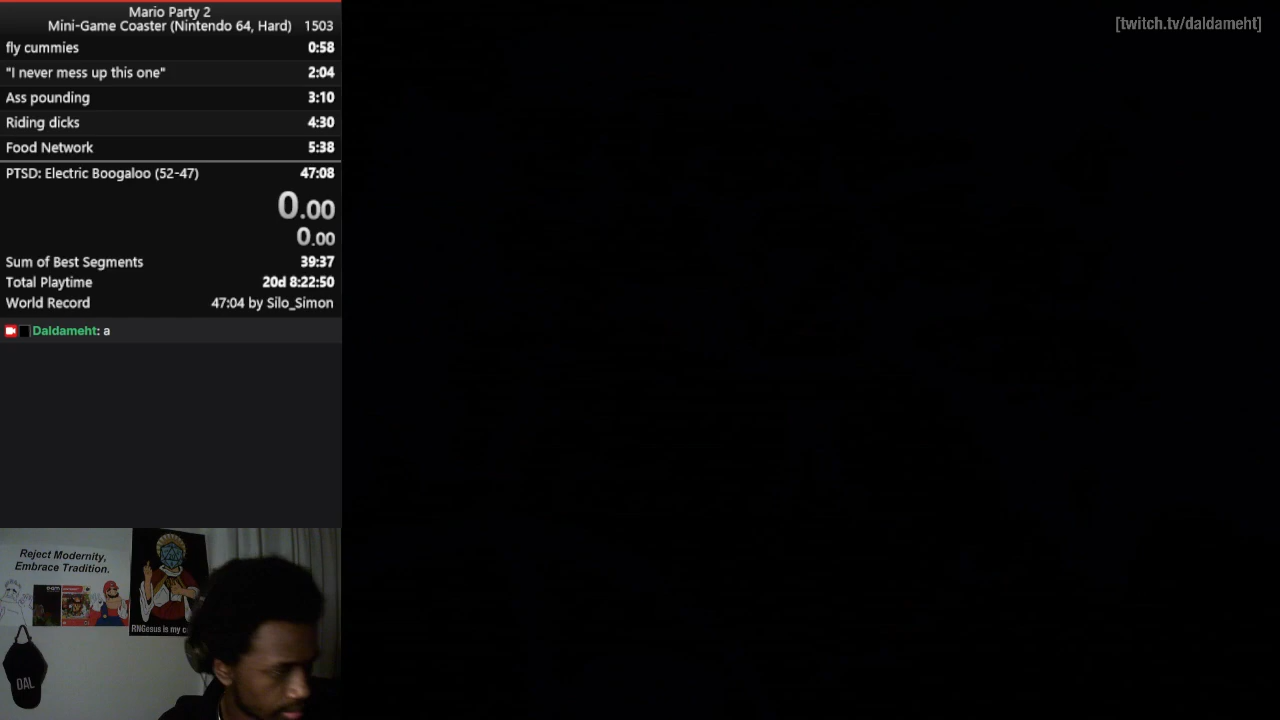 Mario Party 2
Mini-Game Coaster (Nintendo 64, Hard) 1503
fly cummies 0:58
"I never mess up this one" 2:04
Ass pounding 3:10
Riding dicks 4:30
Food Network 5:38
PTSD: Electric Boogaloo (52-47) 47:08
0.00
0.00
Sum of Best Segments 39:37
Total Playtime 20d 8:22:50
World Record 47:04 by Silo_Simon
Daldameht: a
[twitch.tv/daldameht]
Reject Modernity,
Embrace Tradition.
RNGesus is my
DAL